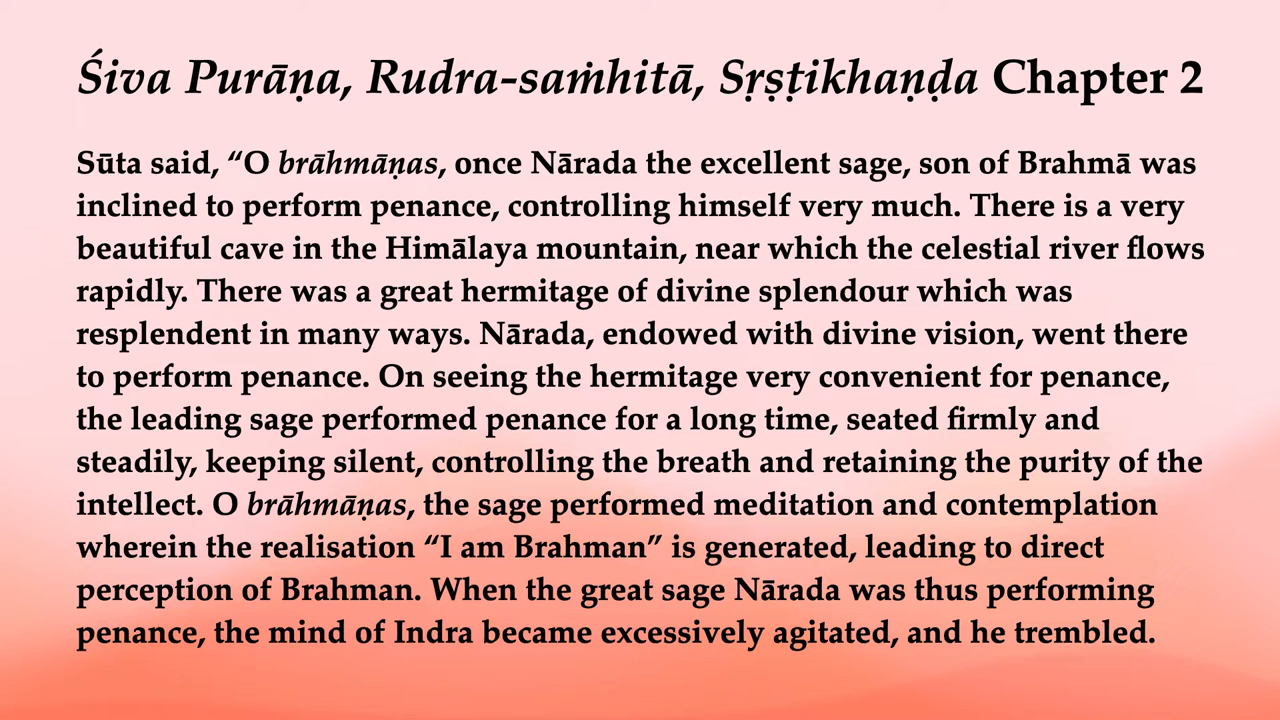 Śiva Purāṇa, Rudra-saṁhitā, Sṛṣṭikhaṇḍa Chapter 2
Sūta said, “O brāhmāṇas, once Nārada the excellent sage, son of Brahmā was
inclined to perform penance, controlling himself very much. There is a very
beautiful cave in the Himālaya mountain, near which the celestial river flows
rapidly. There was a great hermitage of divine splendour which was
resplendent in many ways. Nārada, endowed with divine vision, went there
to perform penance. On seeing the hermitage very convenient for penance,
the leading sage performed penance for a long time, seated firmly and
steadily, keeping silent, controlling the breath and retaining the purity of the
intellect. O brāhmāṇas, the sage performed meditation and contemplation
wherein the realisation “I am Brahman” is generated, leading to direct
perception of Brahman. When the great sage Nārada was thus performing
penance, the mind of Indra became excessively agitated, and he trembled.